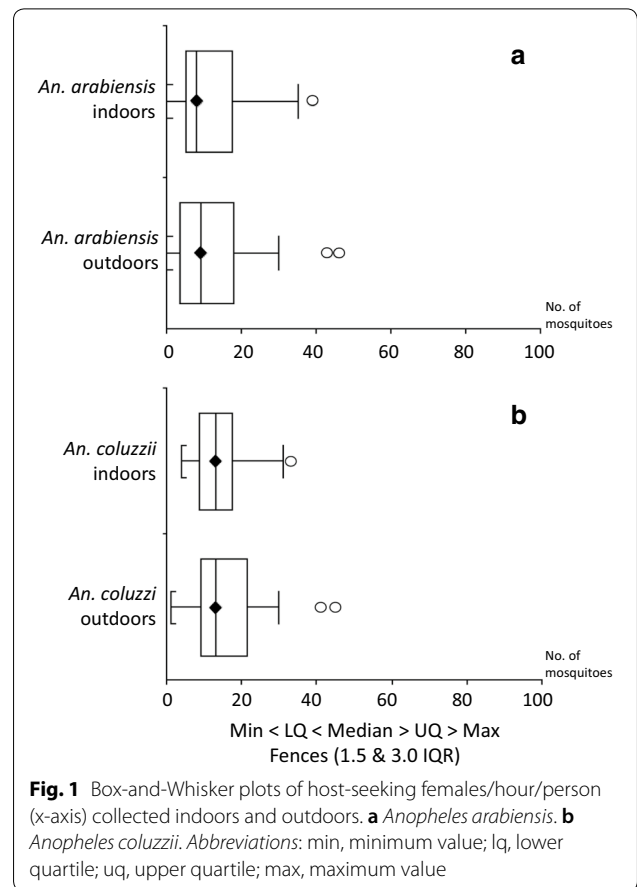 a
An. arabiensis
indoors
An. arabiensis
outdoors
No. of
mosquitoes
0 20 40 60 80 100
b
An. coluzzii
indoors
An. coluzzi
outdoors
No. of
mosquitoes
0 20 40 60 80 100
Min < LQ < Median > UQ > Max
Fences (1.5 & 3.0 IQR)
Fig. 1 Box-and-Whisker plots of host-seeking females/hour/person
(x-axis) collected indoors and outdoors. a Anopheles arabiensis. b
Anopheles coluzzii. Abbreviations: min, minimum value; lq, lower
quartile; uq, upper quartile; max, maximum value